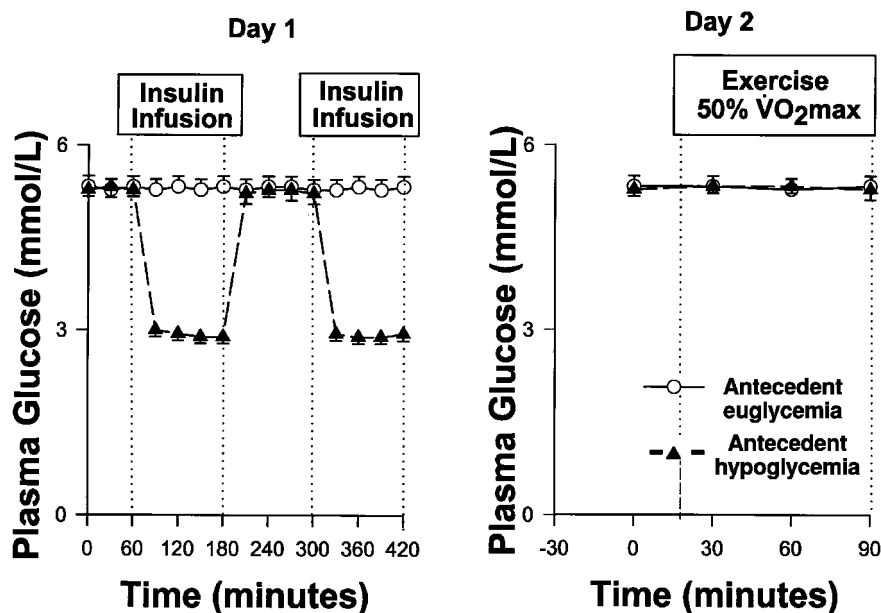 Day 1
Insulin
Infusion
Insulin
Infusion
Plasma Glucose (mmol/L)
6
3
0
0 60 120 180 240 300 360 420
Time (minutes)
Day 2
Exercise
50% V̇O2max
Plasma Glucose (mmol/L)
6
3
0
Antecedent
euglycemia
Antecedent
hypoglycemia
-30 0 30 60 90
Time (minutes)